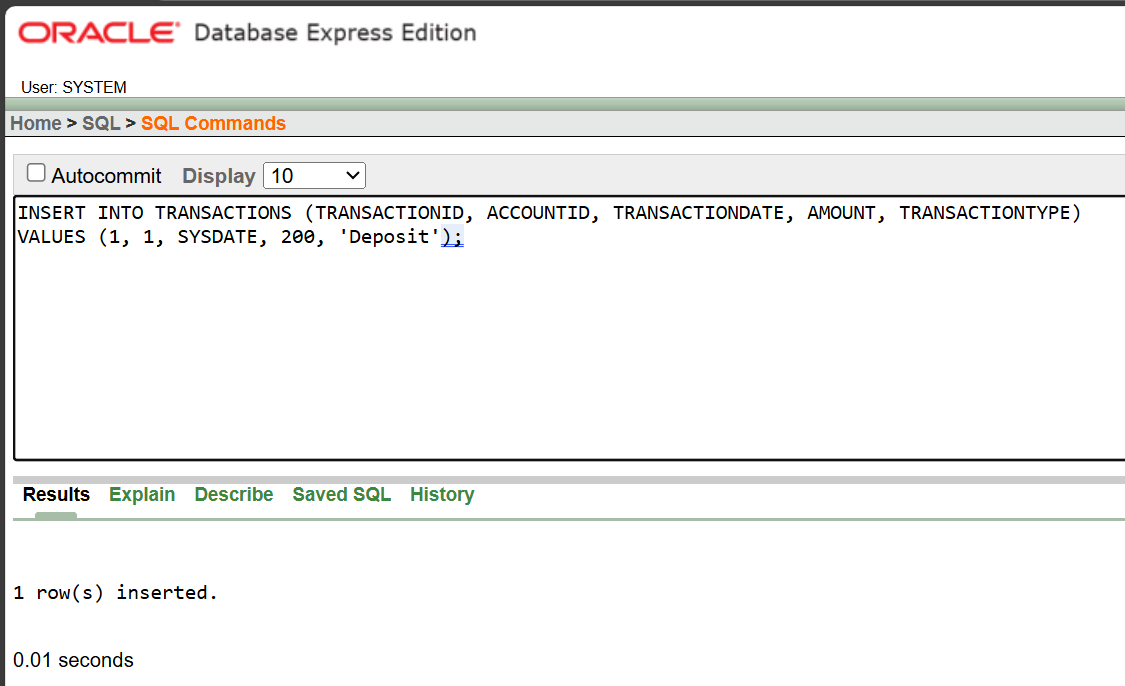 ORACLE Database Express Edition
User: SYSTEM
Home > SQL > SQL Commands
Autocommit Display 10
INSERT INTO TRANSACTIONS (TRANSACTIONID, ACCOUNTID, TRANSACTIONDATE, AMOUNT, TRANSACTIONTYPE)
VALUES (1, 1, SYSDATE, 200, 'Deposit');
Results Explain Describe Saved SQL History
1 row(s) inserted.
0.01 seconds